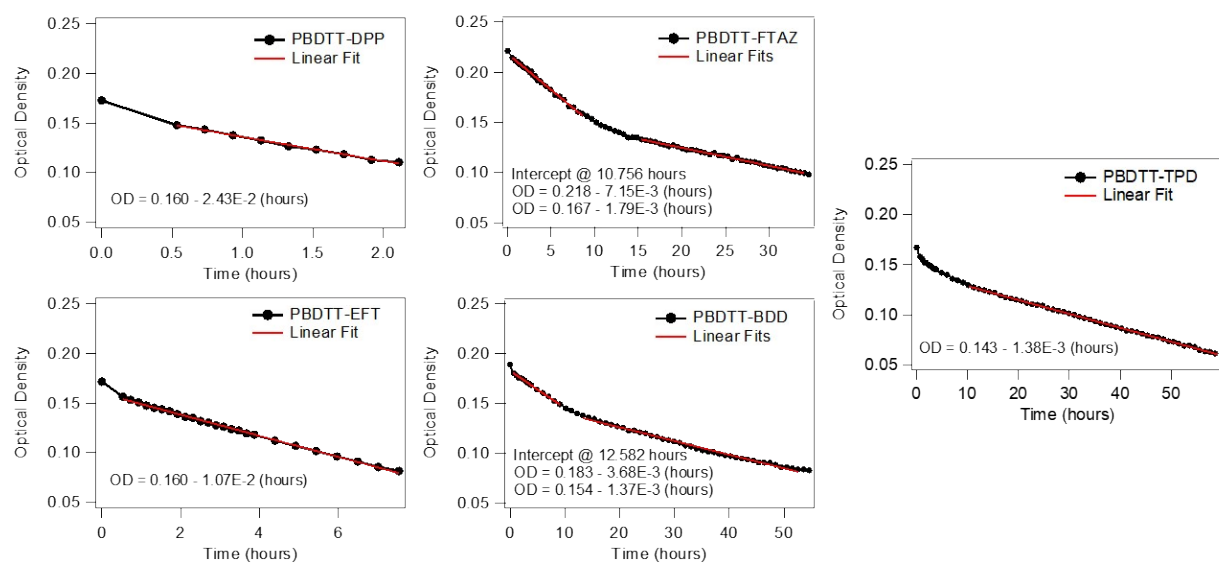 0.25
0.20
0.15
0.10
0.05
Optical Density
PBDTT-DPP
Linear Fit
OD = 0.160 - 2.43E-2 (hours)
0.0 0.5 1.0 1.5 2.0
Time (hours)
0.25
0.20
0.15
0.10
0.05
Optical Density
PBDTT-FTAZ
Linear Fits
Intercept @ 10.756 hours
OD = 0.218 - 7.15E-3 (hours)
OD = 0.167 - 1.79E-3 (hours)
0 5 10 15 20 25 30
Time (hours)
0.25
0.20
0.15
0.10
0.05
Optical Density
PBDTT-TPD
Linear Fit
OD = 0.143 - 1.38E-3 (hours)
0 10 20 30 40 50
Time (hours)
0.25
0.20
0.15
0.10
0.05
Optical Density
PBDTT-EFT
Linear Fit
OD = 0.160 - 1.07E-2 (hours)
0 2 4 6
Time (hours)
0.25
0.20
0.15
0.10
0.05
Optical Density
PBDTT-BDD
Linear Fits
Intercept @ 12.582 hours
OD = 0.183 - 3.68E-3 (hours)
OD = 0.154 - 1.37E-3 (hours)
0 10 20 30 40 50
Time (hours)